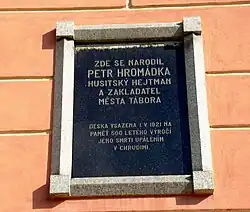 ZDE SE NARODIL
PETR HROMÁDKA
HUSITSKÝ HEJTMAN
A ZAKLADATEL
MĚSTA TÁBORA
DESKA VSAZENA 1. V. 1921 NA
PAMĚŤ 500 LETÉHO VÝROČÍ
JEHO SMRTI UPÁLENÍM
V CHRUDIMI